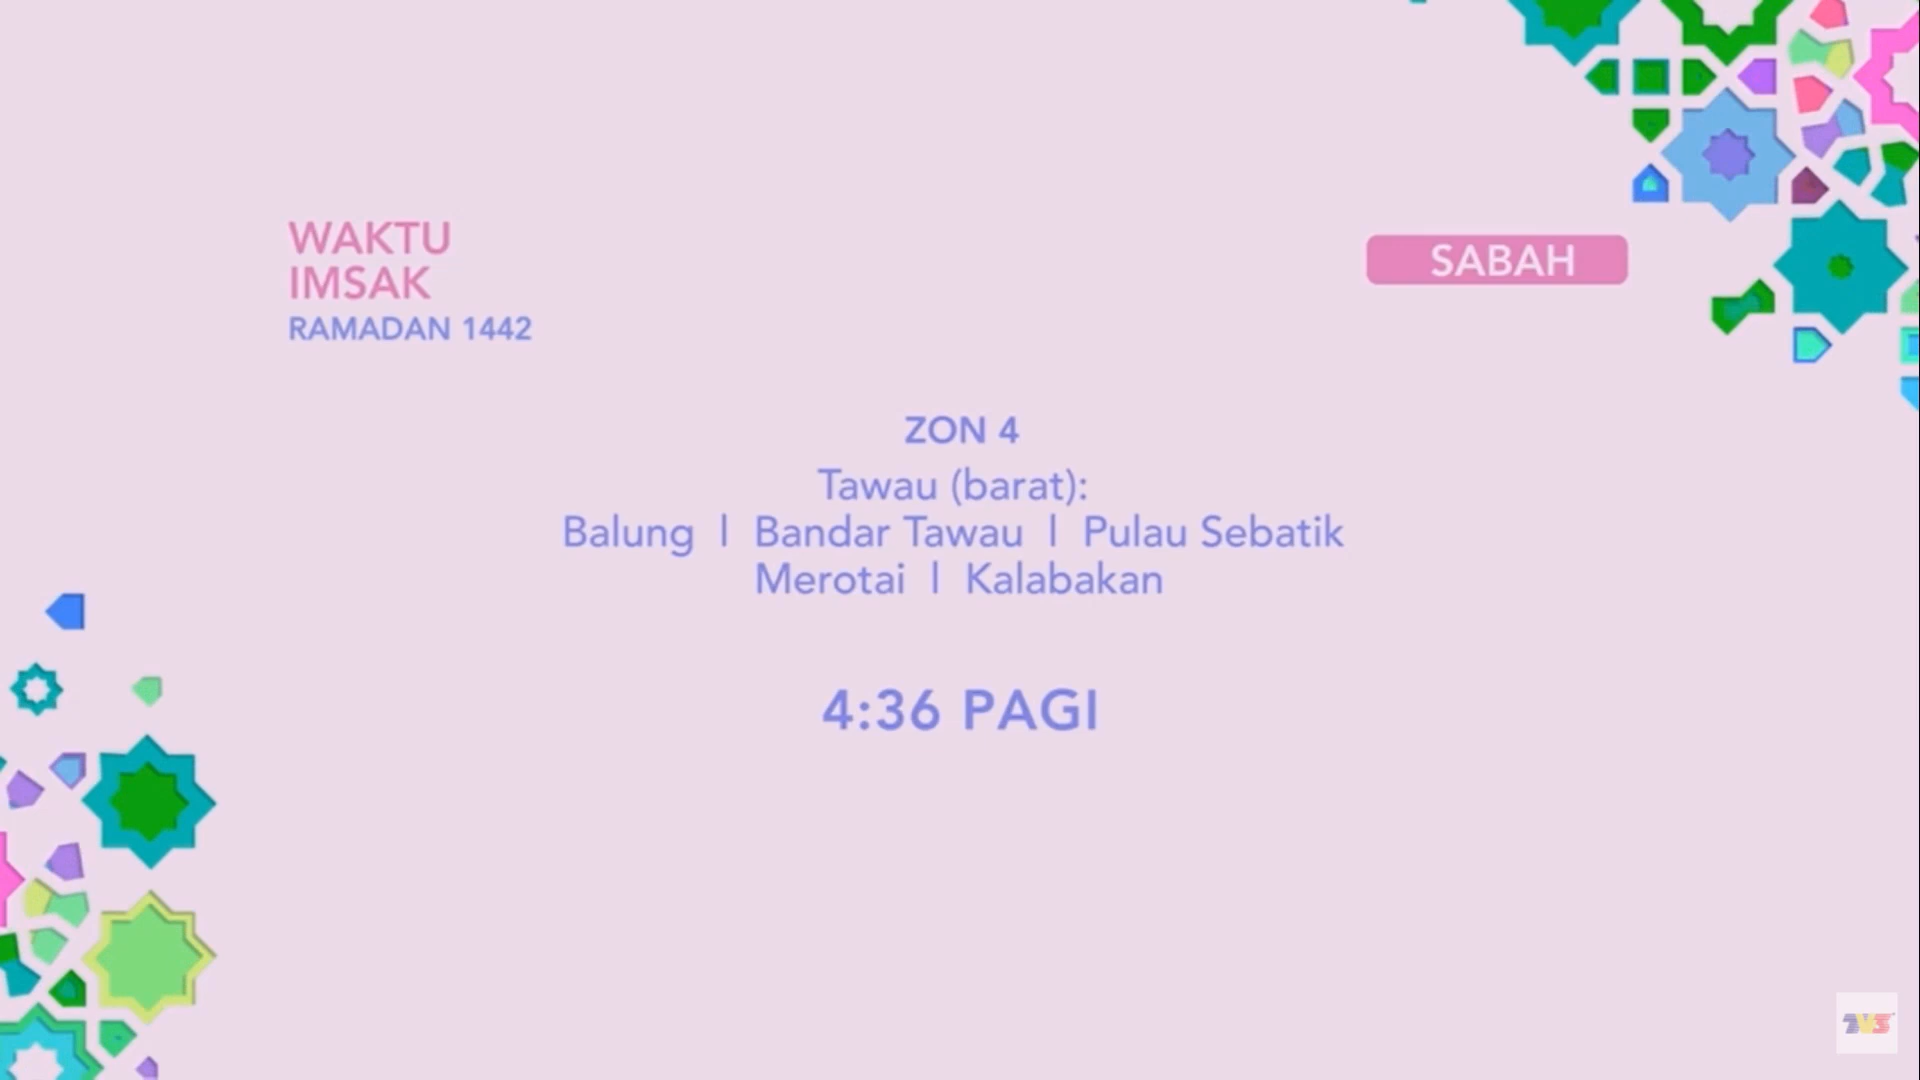 WAKTU
IMSAK
RAMADAN 1442
SABAH
ZON 4
Tawau (barat):
Balung | Bandar Tawau | Pulau Sebatik
Merotai | Kalabakan
4:36 PAGI
TV3